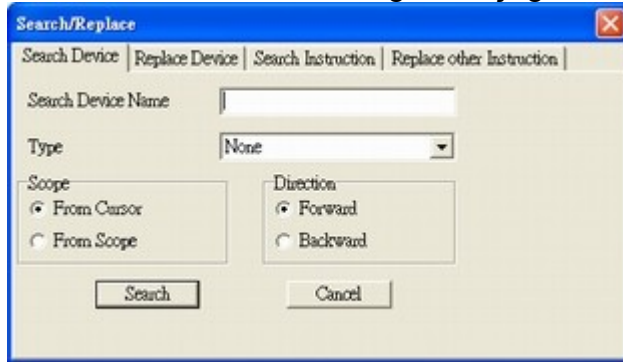 Search/Replace
Search Device Replace Device Search Instruction Replace other Instruction
Search Device Name
Type None
Scope Direction
From Cursor Forward
From Scope Backward
Search Cancel